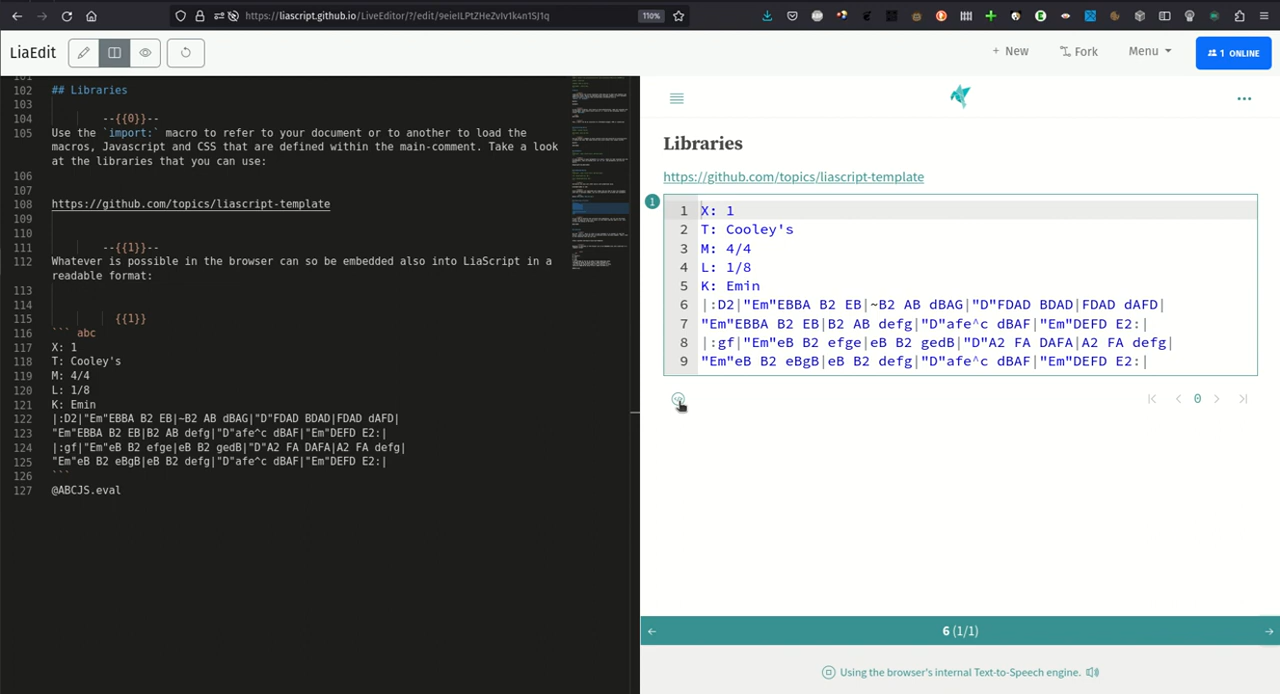 https://liascript.github.io/LiveEditor/?/edit/9eieILPtZHeZvIv1k4n1SJ1q
110%
LiaEdit
+ New
Fork
Menu
1 ONLINE
101
102 ## Libraries
103
104 --{{0}}--
105 Use the `import:` macro to refer to your document or to another to load the
macros, Javascript and CSS that are defined within the main-comment. Take a look
at the libraries that you can use:
106
107
108 https://github.com/topics/liascript-template
109
110
111 --{{1}}--
112 Whatever is possible in the browser can so be embedded also into LiaScript in a
readable format:
113
114
115 {{1}}
116 ``` abc
117 X: 1
118 T: Cooley's
119 M: 4/4
120 L: 1/8
121 K: Emin
122 |:D2|"Em"EBBA B2 EB|~B2 AB dBAG|"D"FDAD BDAD|FDAD dAFD|
123 "Em"EBBA B2 EB|B2 AB defg|"D"afe^c dBAF|"Em"DEFD E2:|
124 |:gf|"Em"eB B2 efge|eB B2 gedB|"D"A2 FA DAFA|A2 FA defg|
125 "Em"eB B2 eBgB|eB B2 defg|"D"afe^c dBAF|"Em"DEFD E2:|
126 ```
127 @ABCJS.eval
Libraries
https://github.com/topics/liascript-template
1
1 X: 1
2 T: Cooley's
3 M: 4/4
4 L: 1/8
5 K: Emin
6 |:D2|"Em"EBBA B2 EB|~B2 AB dBAG|"D"FDAD BDAD|FDAD dAFD|
7 "Em"EBBA B2 EB|B2 AB defg|"D"afe^c dBAF|"Em"DEFD E2:|
8 |:gf|"Em"eB B2 efge|eB B2 gedB|"D"A2 FA DAFA|A2 FA defg|
9 "Em"eB B2 eBgB|eB B2 defg|"D"afe^c dBAF|"Em"DEFD E2:|
0
6 (1/1)
Using the browser's internal Text-to-Speech engine.